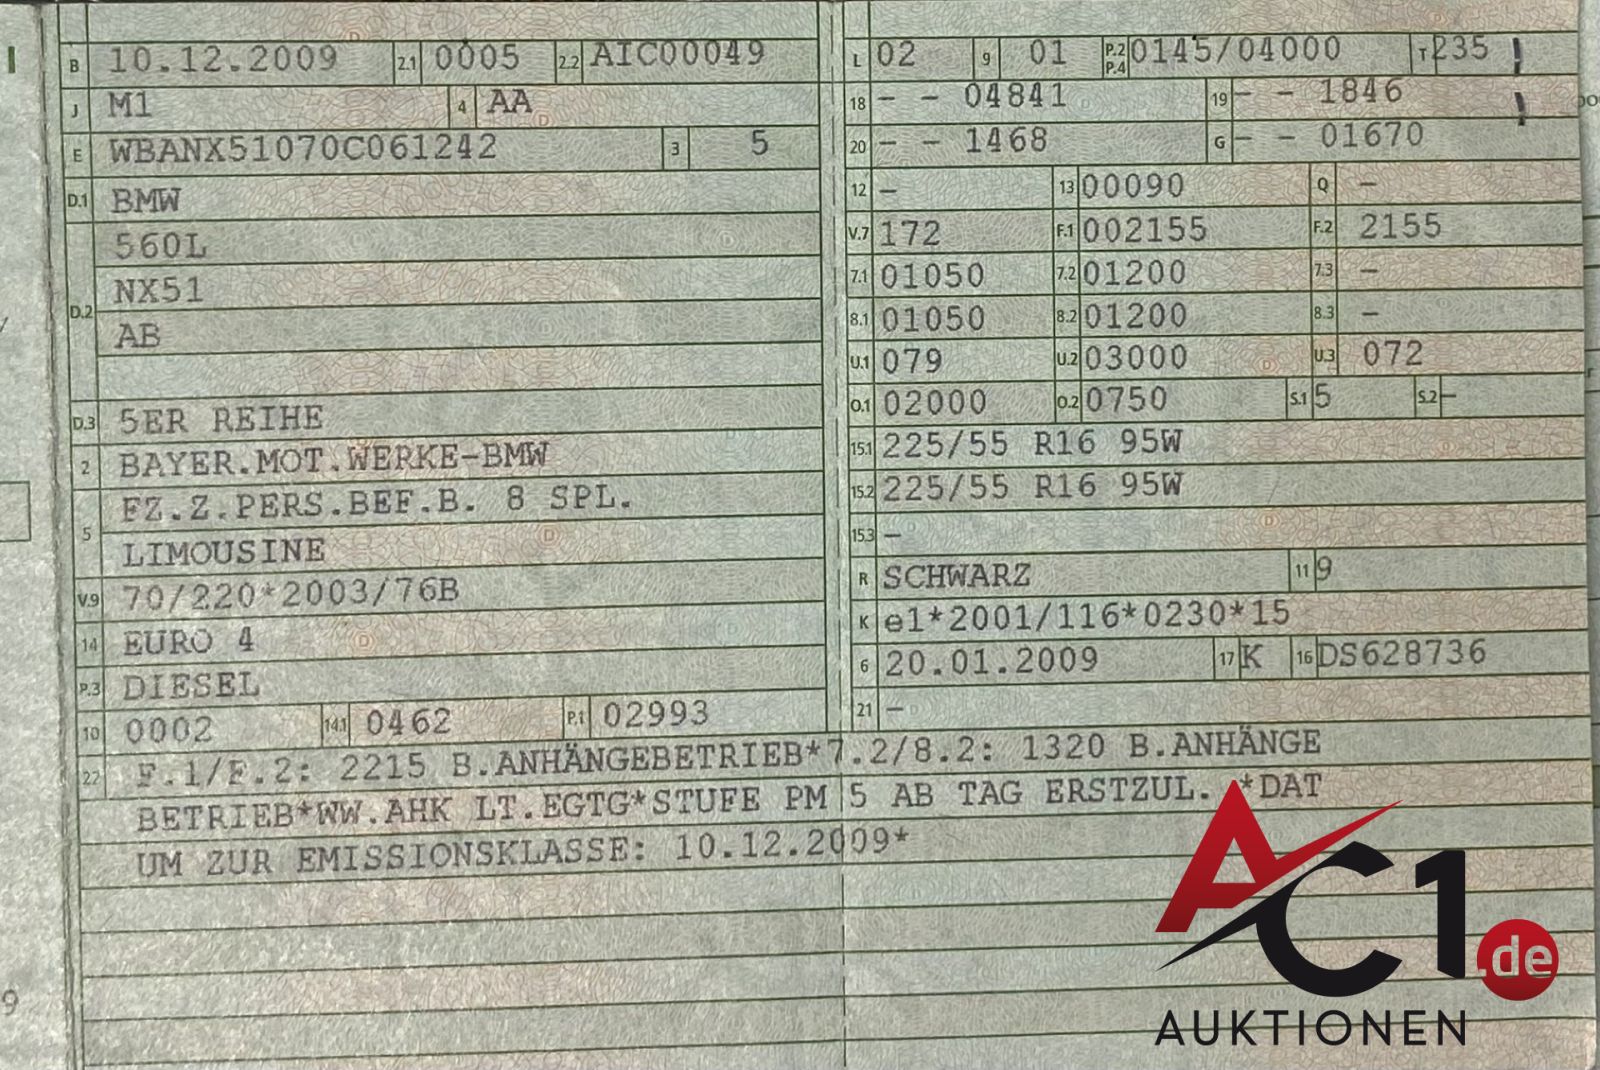 B 10.12.2009 2.1 0005 2.2 AIC00049
J M1 4 AA
E WBANX51070C061242 3 5
D.1 BMW
D.2 560L
NX51
AB
D.3 5ER REIHE
2 BAYER.MOT.WERKE-BMW
5 FZ.Z.PERS.BEF.B. 8 SPL.
LIMOUSINE
V.9 70/220*2003/76B
14 EURO 4
P.3 DIESEL
10 0002 14.1 0462 P.1 02993
L 02 9 01 P.2 P.4 0145/04000 T 235
18 - - 04841 19 - - 1846
20 - - 1468 G - - 01670
12 - 13 00090 Q -
V.7 172 F.1 002155 F.2 2155
7.1 01050 7.2 01200 7.3 -
8.1 01050 8.2 01200 8.3 -
U.1 079 U.2 03000 U.3 072
O.1 02000 O.2 0750 S.1 5 S.2 -
15.1 225/55 R16 95W
15.2 225/55 R16 95W
15.3 -
R SCHWARZ 11 9
K e1*2001/116*0230*15
6 20.01.2009 17 K 16 DS628736
21 -
22 F.1/F.2: 2215 B.ANHÄNGEBETRIEB*7.2/8.2: 1320 B.ANHÄNGE
BETRIEB*WW.AHK LT.EGTG*STUFE PM 5 AB TAG ERSTZUL. *DAT
UM ZUR EMISSIONSKLASSE: 10.12.2009*
9
AC1.de
AUKTIONEN